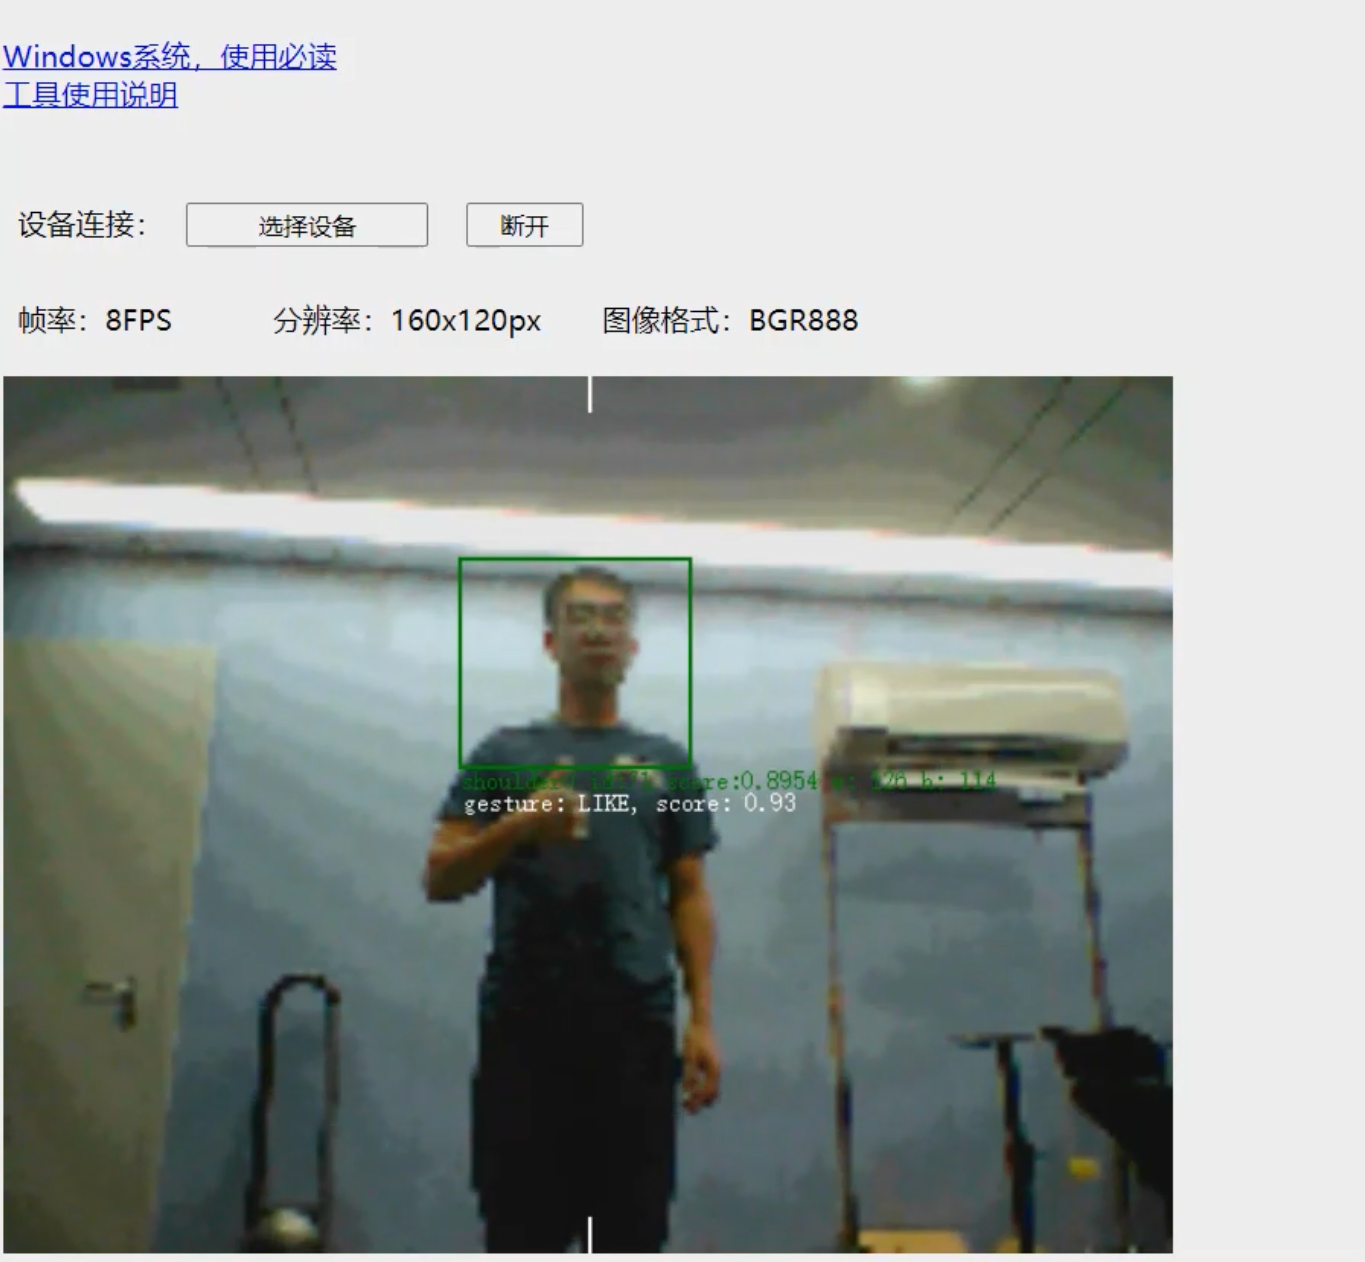 Windows系统，使用必读
工具使用说明
设备连接： 选择设备 断开
帧率：8FPS 分辨率：160x120px 图像格式：BGR888
score:0.8954 w: 126 h: 114
gesture: LIKE, score: 0.93